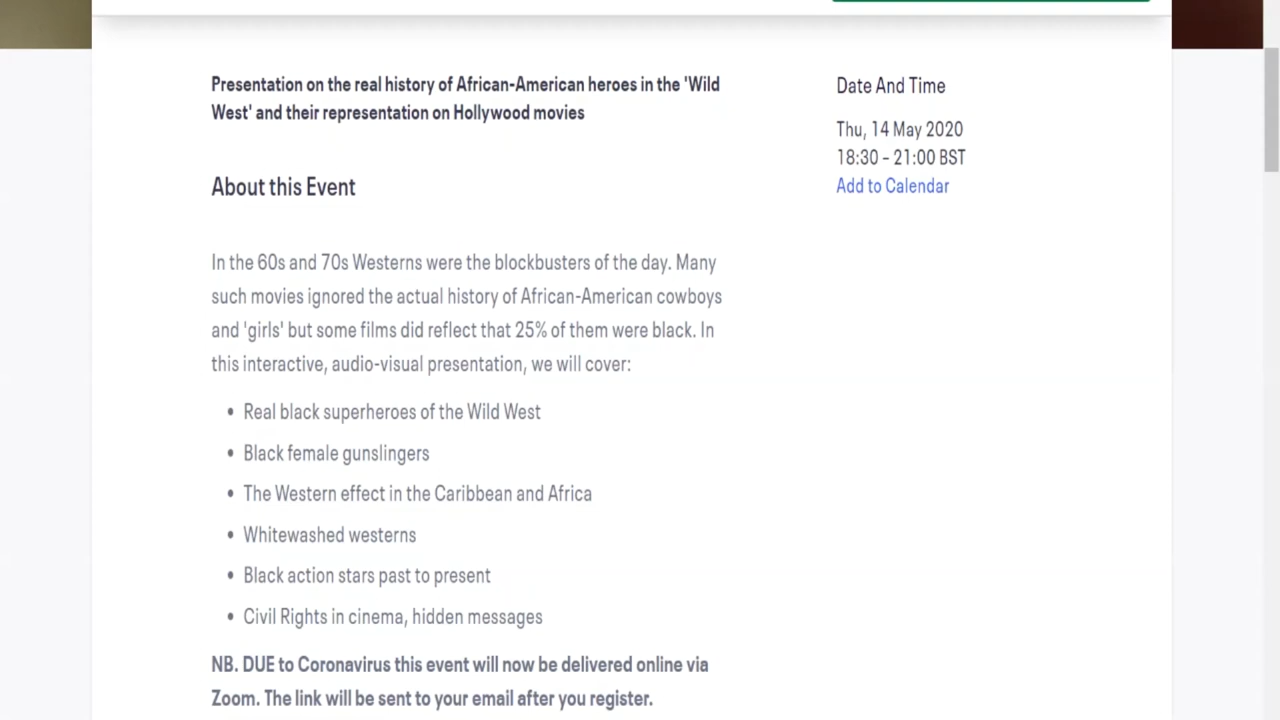 Presentation on the real history of African-American heroes in the 'Wild
West' and their representation on Hollywood movies
About this Event
In the 60s and 70s Westerns were the blockbusters of the day. Many
such movies ignored the actual history of African-American cowboys
and 'girls' but some films did reflect that 25% of them were black. In
this interactive, audio-visual presentation, we will cover:
• Real black superheroes of the Wild West
• Black female gunslingers
• The Western effect in the Caribbean and Africa
• Whitewashed westerns
• Black action stars past to present
• Civil Rights in cinema, hidden messages
NB. DUE to Coronavirus this event will now be delivered online via
Zoom. The link will be sent to your email after you register.
Date And Time
Thu, 14 May 2020
18:30 – 21:00 BST
Add to Calendar